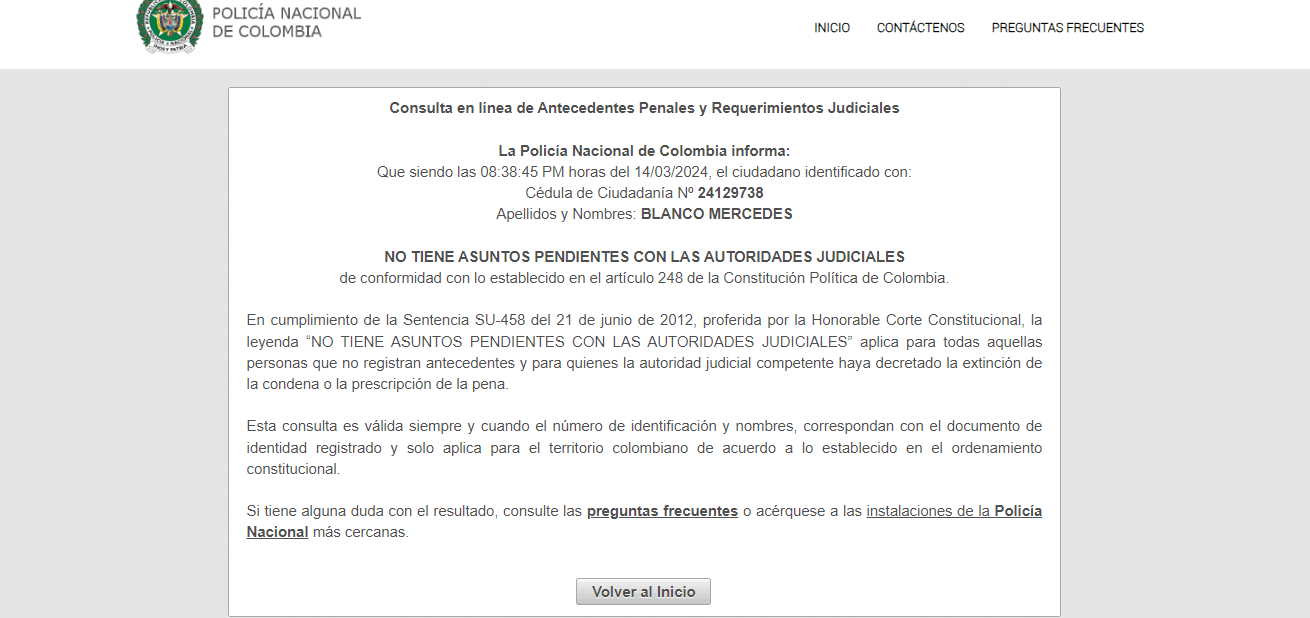 POLICÍA NACIONAL
DE COLOMBIA
INICIO CONTÁCTENOS PREGUNTAS FRECUENTES
Consulta en línea de Antecedentes Penales y Requerimientos Judiciales
La Policía Nacional de Colombia informa:
Que siendo las 08:38:45 PM horas del 14/03/2024, el ciudadano identificado con:
Cédula de Ciudadanía Nº 24129738
Apellidos y Nombres: BLANCO MERCEDES
NO TIENE ASUNTOS PENDIENTES CON LAS AUTORIDADES JUDICIALES
de conformidad con lo establecido en el artículo 248 de la Constitución Política de Colombia.
En cumplimiento de la Sentencia SU-458 del 21 de junio de 2012, proferida por la Honorable Corte Constitucional, la
leyenda “NO TIENE ASUNTOS PENDIENTES CON LAS AUTORIDADES JUDICIALES” aplica para todas aquellas
personas que no registran antecedentes y para quienes la autoridad judicial competente haya decretado la extinción de
la condena o la prescripción de la pena.
Esta consulta es válida siempre y cuando el número de identificación y nombres, correspondan con el documento de
identidad registrado y solo aplica para el territorio colombiano de acuerdo a lo establecido en el ordenamiento
constitucional.
Si tiene alguna duda con el resultado, consulte las preguntas frecuentes o acérquese a las instalaciones de la Policía
Nacional más cercanas.
Volver al Inicio